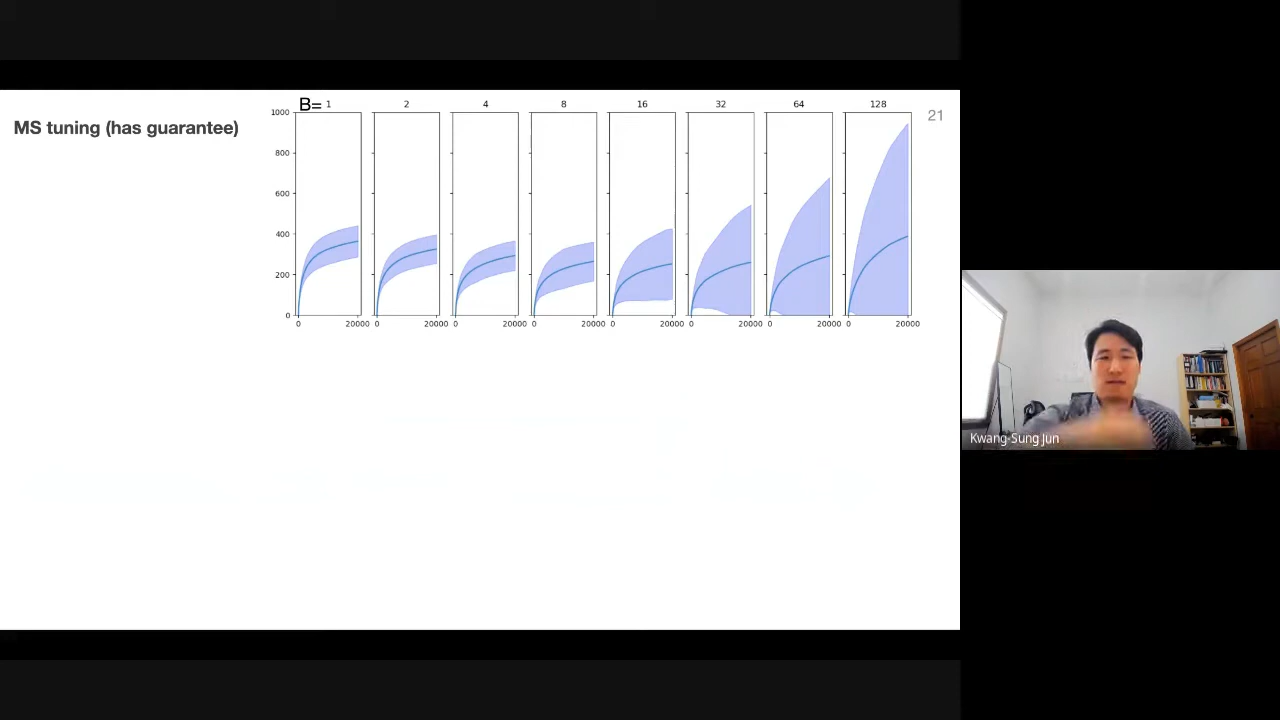 B= 1 2 4 8 16 32 64 128
MS tuning (has guarantee)
21
1000
800
600
400
200
0
0 20000 0 20000 0 20000 0 20000 0 20000 0 20000 0 20000 0 20000
Kwang-Sung Jun